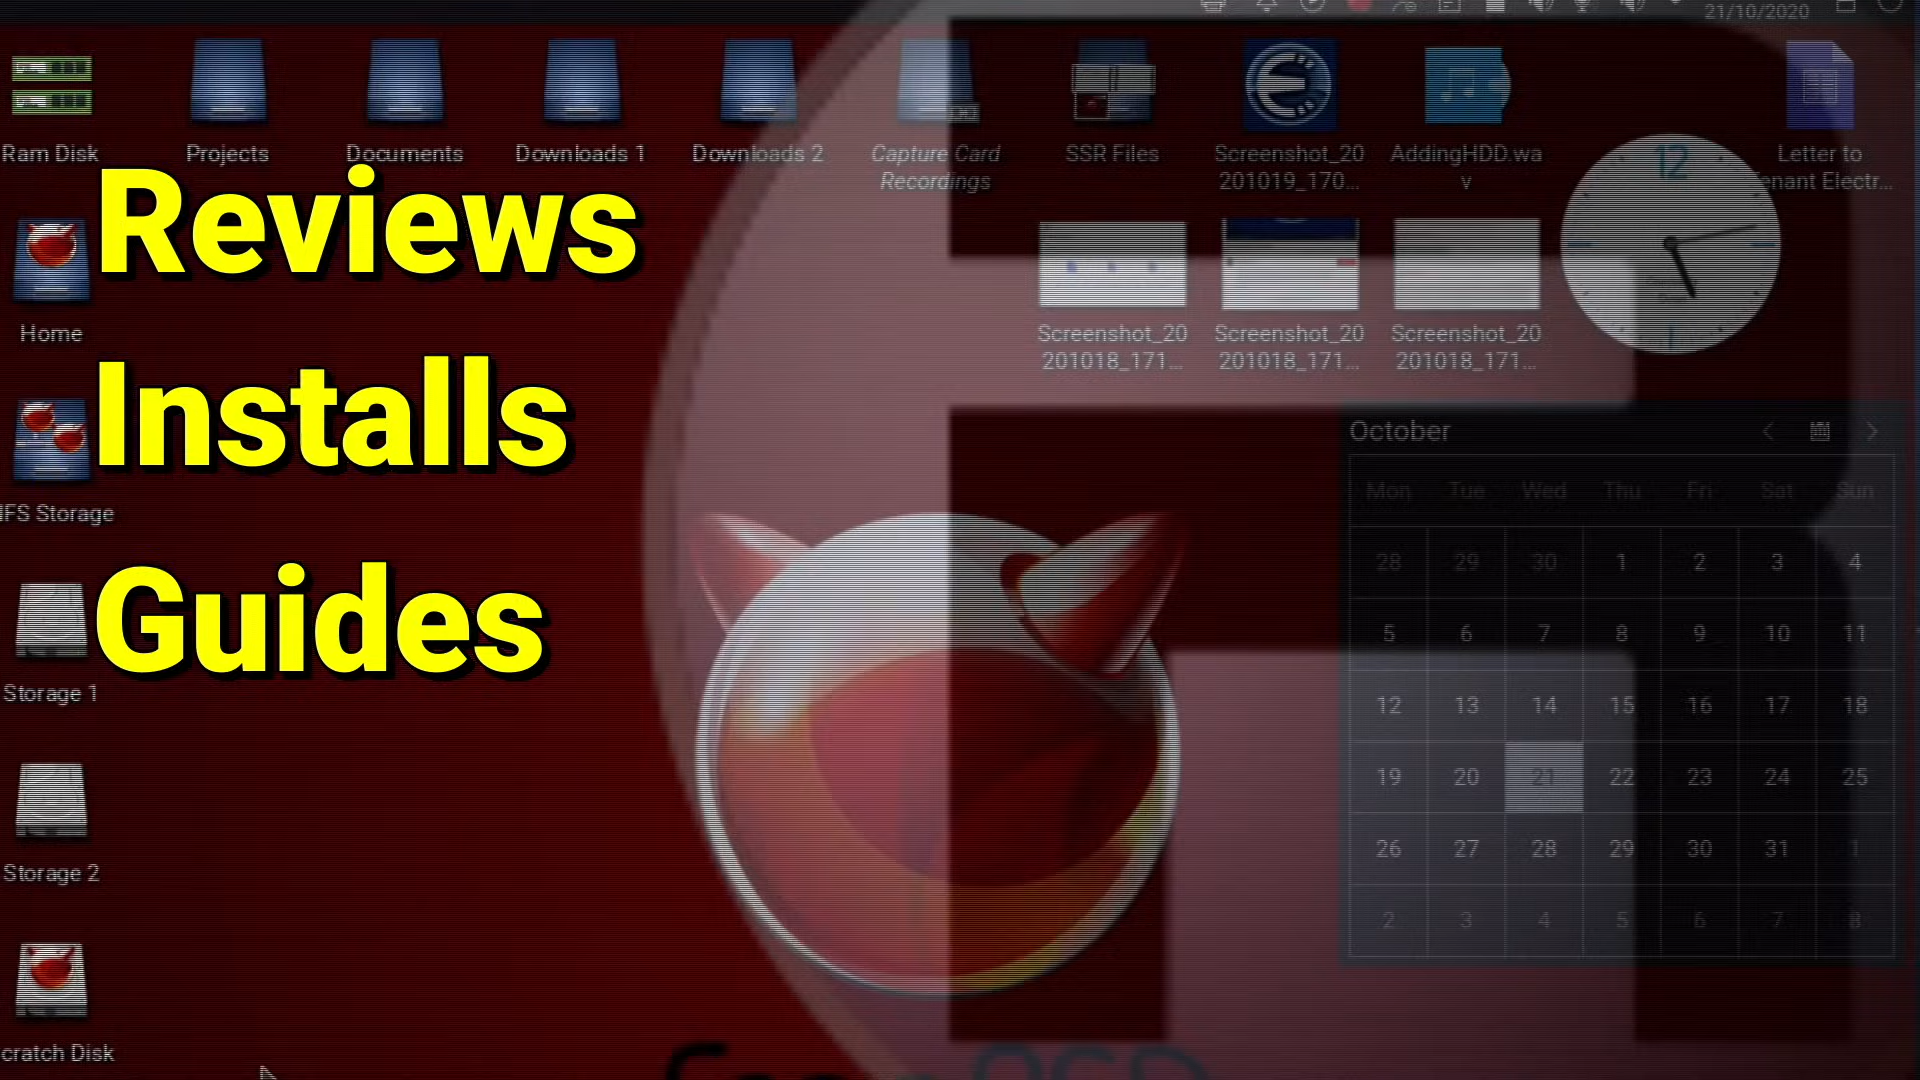 21/10/2020
Ram Disk
Projects
Documents
Downloads 1
Downloads 2
Capture Card
Recordings
SSR Files
Screenshot_20
201019_170...
AddingHDD.wa
v
Letter to
enant Electr...
Reviews
Home
Screenshot_20
201018_171...
Screenshot_20
201018_171...
Screenshot_20
201018_171...
12
Installs
October
FS Storage
Mon Tue Wed Thu Fri Sat Sun
28 29 30 1 2 3 4
Guides
5 6 7 8 9 10 11
Storage 1
12 13 14 15 16 17 18
19 20 21 22 23 24 25
Storage 2
26 27 28 29 30 31 1
2 3 4 5 6 7 8
cratch Disk